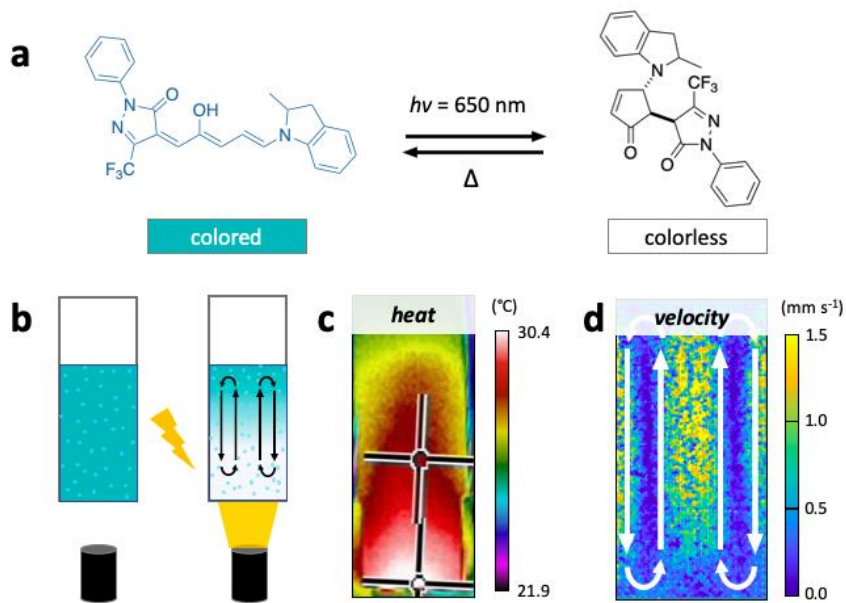 a
N
N
O
OH
N
F₃C
hν = 650 nm
Δ
N
CF₃
N
N
O
O
colored
colorless
b
c
heat
(°C)
30.4
21.9
d
velocity
(mm s⁻¹)
1.5
1.0
0.5
0.0